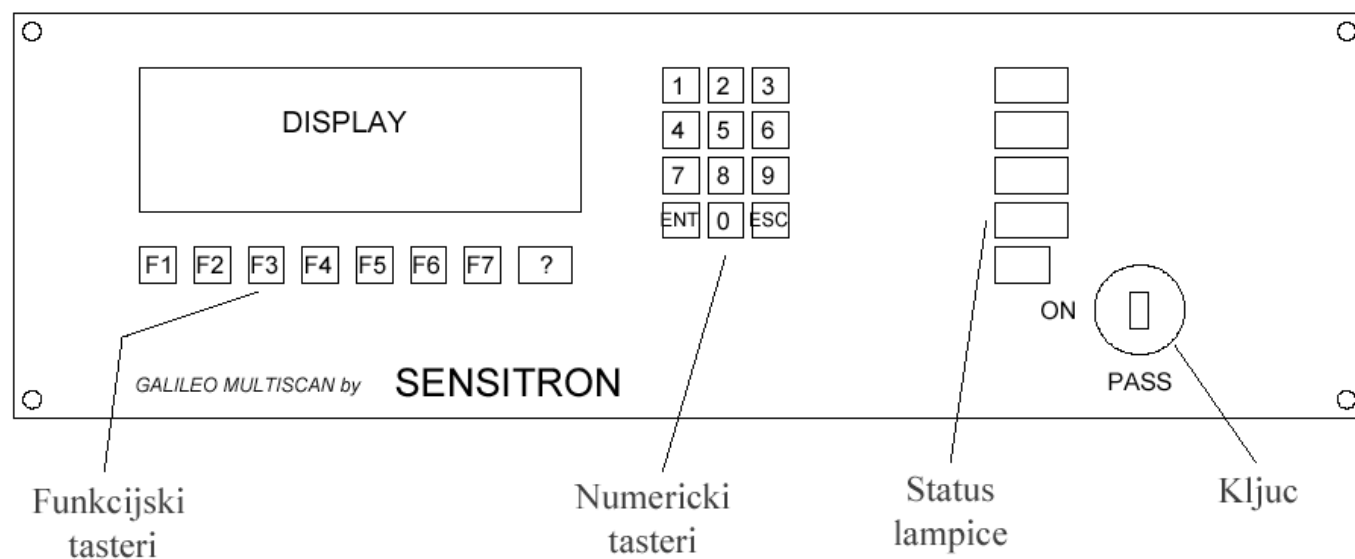 DISPLAY
1 2 3
4 5 6
7 8 9
ENT 0 ESC
F1 F2 F3 F4 F5 F6 F7 ?
ON
PASS
GALILEO MULTISCAN by SENSITRON
Funkcijski
tasteri
Numericki
tasteri
Status
lampice
Kljuc